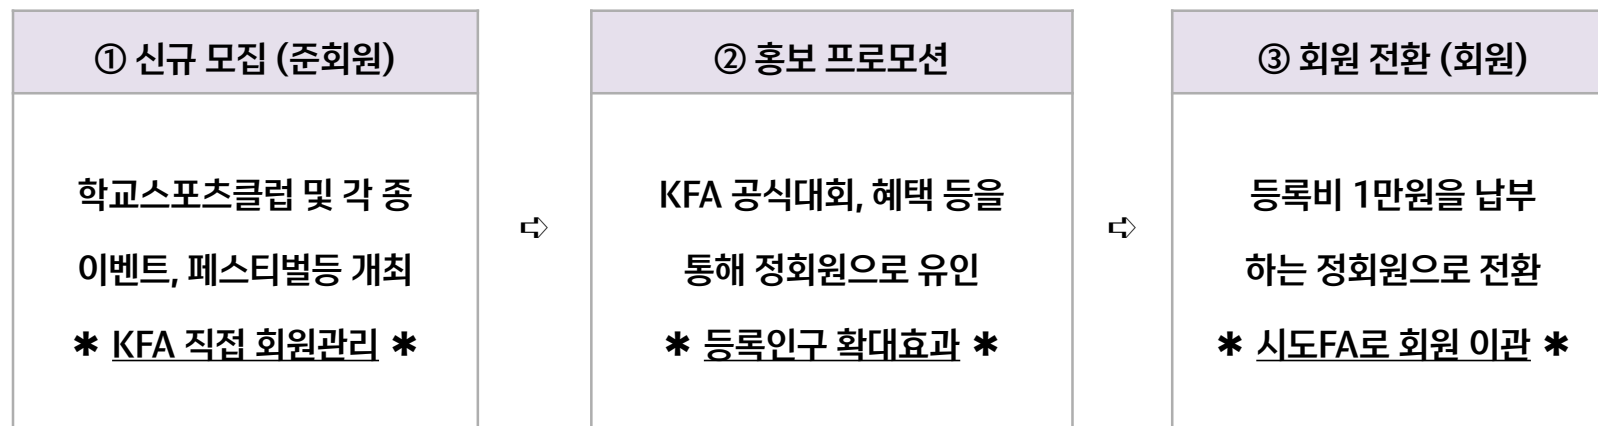 ① 신규 모집 (준회원)
학교스포츠클럽 및 각 종
이벤트, 페스티벌등 개최
✱ KFA 직접 회원관리 ✱
➪
② 홍보 프로모션
KFA 공식대회, 혜택 등을
통해 정회원으로 유인
✱ 등록인구 확대효과 ✱
➪
③ 회원 전환 (회원)
등록비 1만원을 납부
하는 정회원으로 전환
✱ 시도FA로 회원 이관 ✱